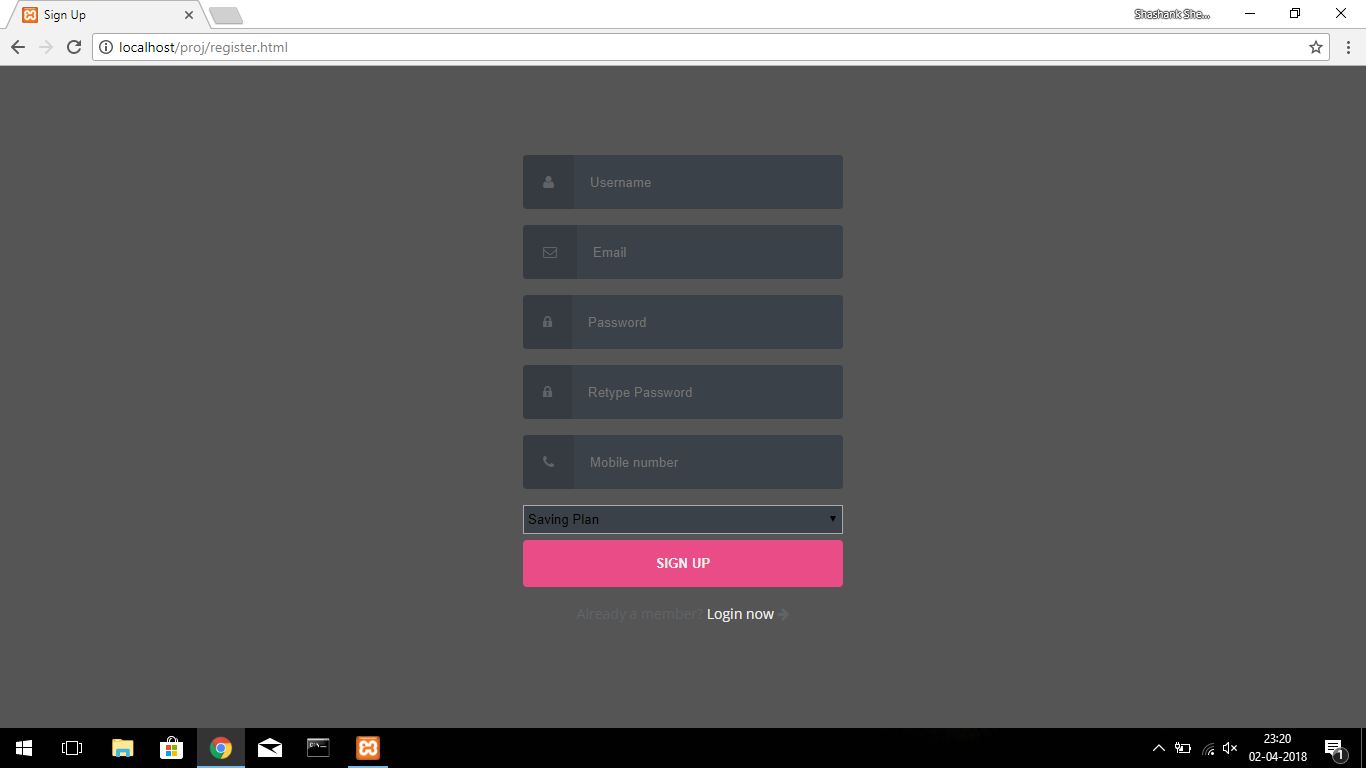 Sign Up
Shashank She...
localhost/proj/register.html
Username
Email
Password
Retype Password
Mobile number
Saving Plan
SIGN UP
Already a member? Login now
23:20
02-04-2018
1